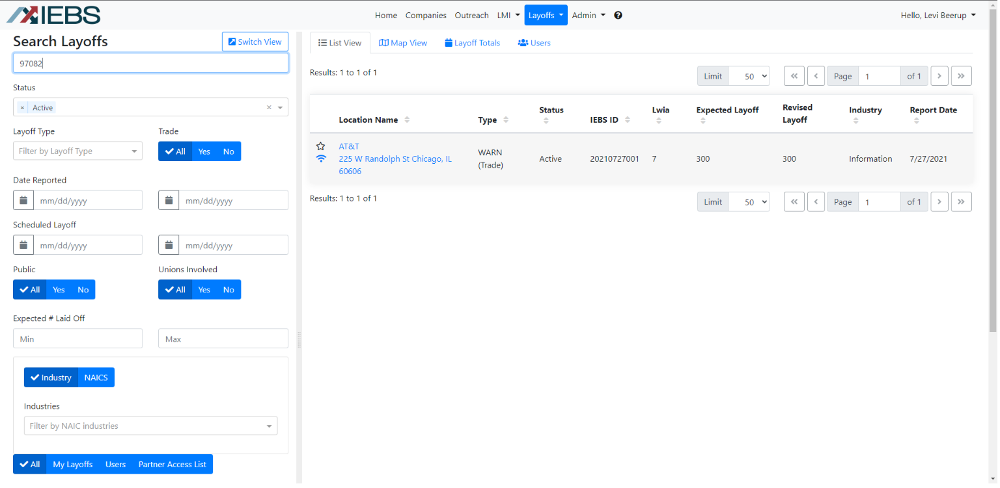 IEBS
Home Companies Outreach LMI Layoffs Admin
Hello, Levi Beerup
Search Layoffs
Switch View
97082
Status
× Active ×
Layoff Type
Trade
Filter by Layoff Type
All Yes No
Date Reported
mm/dd/yyyy mm/dd/yyyy
Scheduled Layoff
mm/dd/yyyy mm/dd/yyyy
Public
Unions Involved
All Yes No
All Yes No
Expected # Laid Off
Min Max
Industry NAICS
Industries
Filter by NAIC industries
All My Layoffs Users Partner Access List
List View Map View Layoff Totals Users
Results: 1 to 1 of 1
Limit 50 « ‹ Page 1 of 1 › »
Location Name Type Status IEBS ID Lwia Expected Layoff Revised Layoff Industry Report Date
AT&T
225 W Randolph St Chicago, IL
60606
WARN
(Trade)
Active 20210727001 7 300 300 Information 7/27/2021
Results: 1 to 1 of 1
Limit 50 « ‹ Page 1 of 1 › »